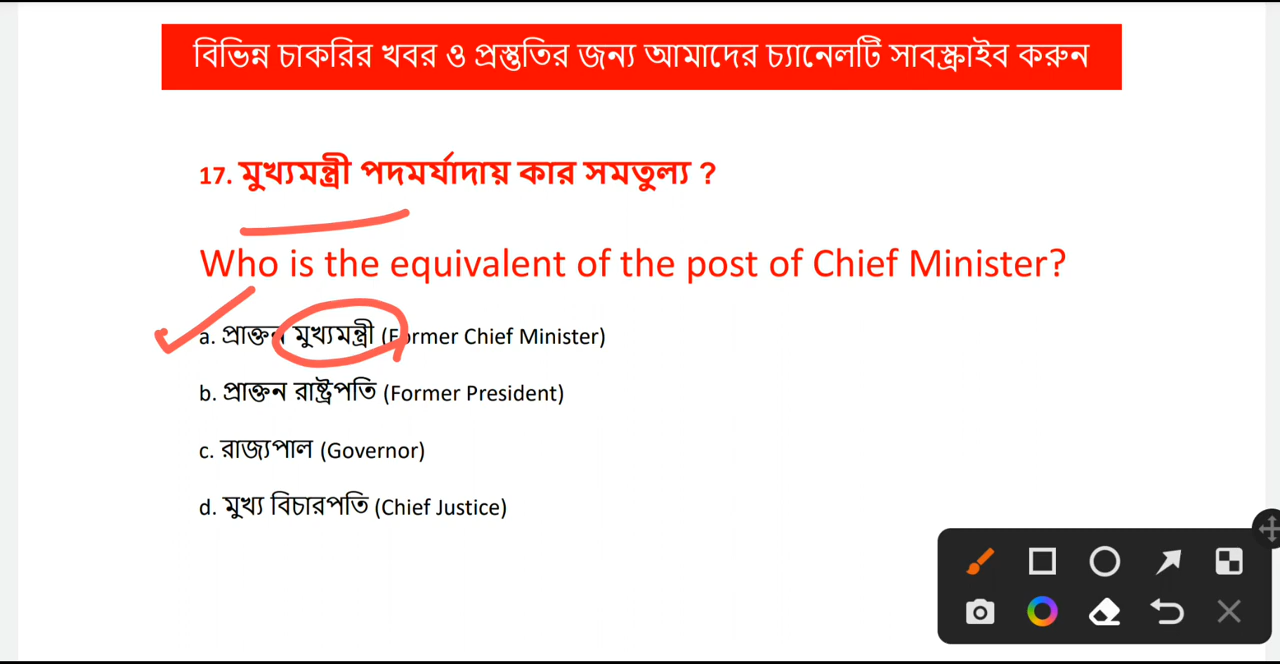 বিভিন্ন চাকরির খবর ও প্রস্তুতির জন্য আমাদের চ্যানেলটি সাবস্ক্রাইব করুন
17. মুখ্যমন্ত্রী পদমর্যাদায় কার সমতুল্য ?
Who is the equivalent of the post of Chief Minister?
a. প্রাক্তন মুখ্যমন্ত্রী (Former Chief Minister)
b. প্রাক্তন রাষ্ট্রপতি (Former President)
c. রাজ্যপাল (Governor)
d. মুখ্য বিচারপতি (Chief Justice)